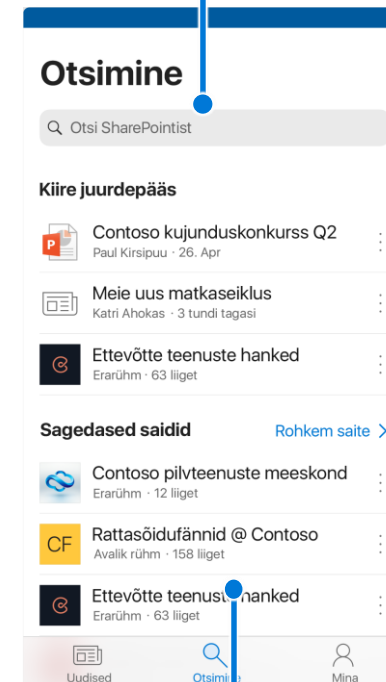 Otsimine
Otsi SharePointist
Kiire juurdepääs
Contoso kujunduskonkurss Q2
Paul Kirsipuu · 26. Apr
Meie uus matkaseiklus
Katri Ahokas · 3 tundi tagasi
Ettevõtte teenuste hanked
Erarühm · 63 liiget
Sagedased saidid
Rohkem saite
Contoso pilvteenuste meeskond
Erarühm · 12 liiget
CF
Rattasõidufännid @ Contoso
Avalik rühm · 158 liiget
Ettevõtte teenuste hanked
Erarühm · 63 liiget
Uudised
Otsimine
Mina